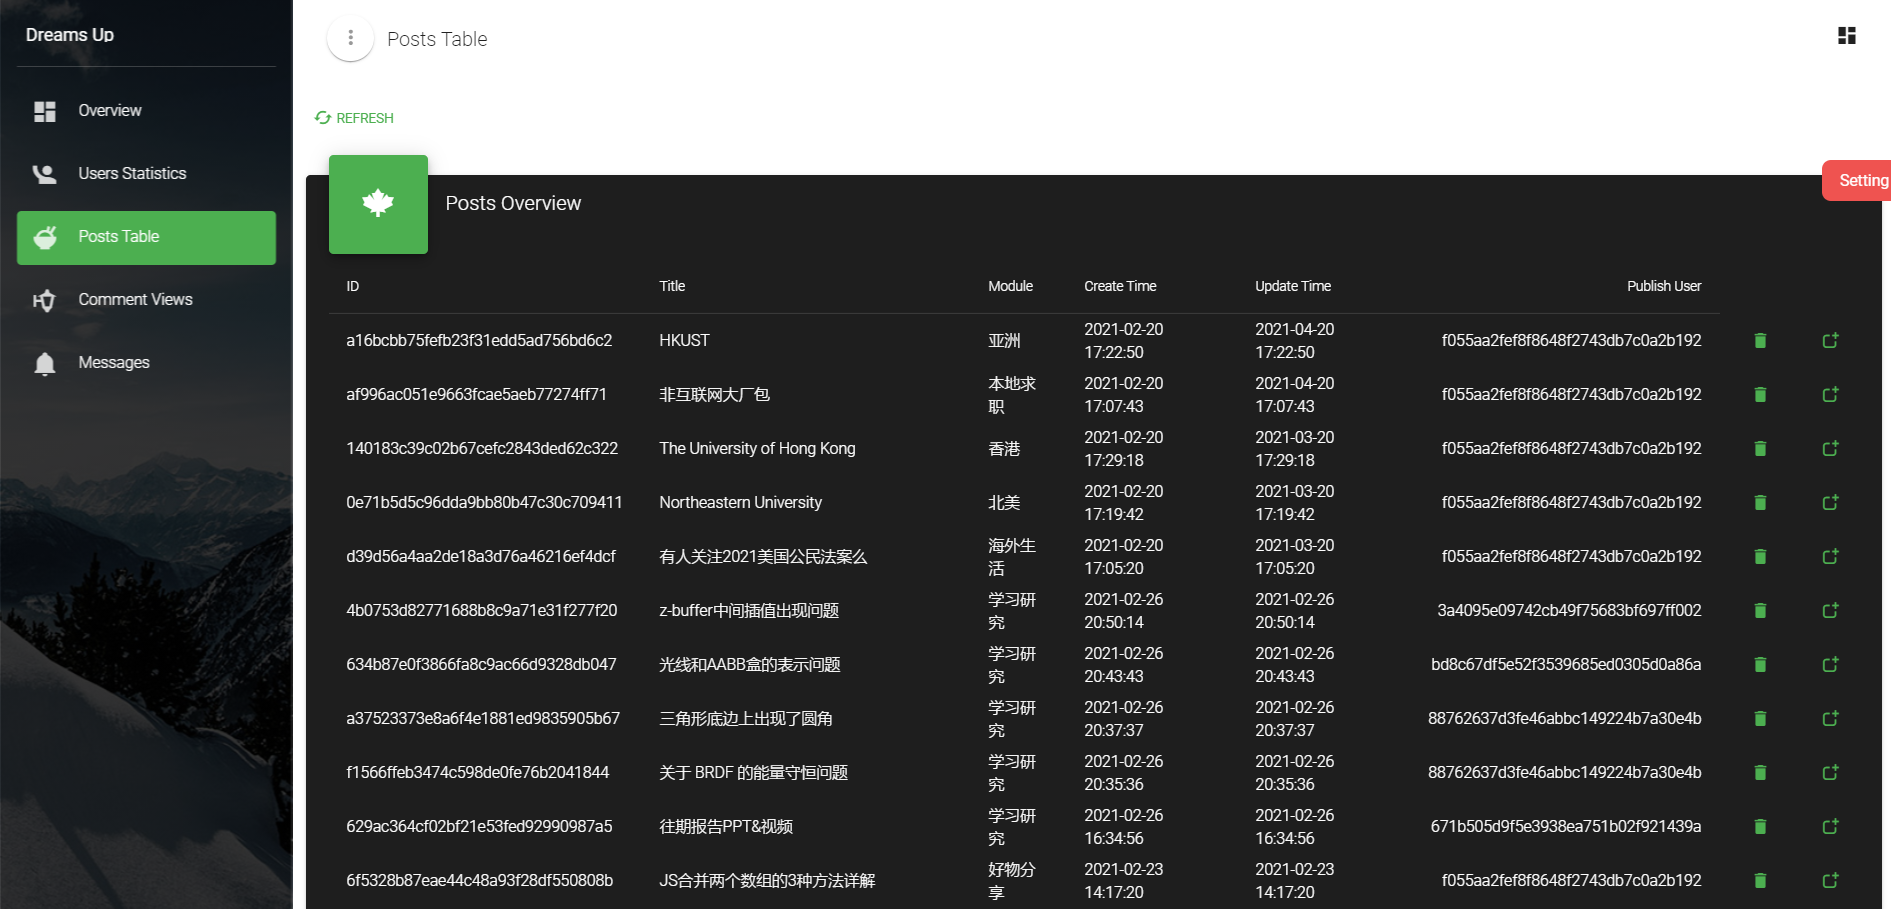 Dreams Up
Overview
Users Statistics
Posts Table
Comment Views
Messages
Posts Table
REFRESH
Setting
Posts Overview
ID Title Module Create Time Update Time Publish User
a16bcbb75fefb23f31edd5ad756bd6c2 HKUST 亚洲 2021-02-20 17:22:50 2021-04-20 17:22:50 f055aa2fef8f8648f2743db7c0a2b192
af996ac051e9663fcae5aeb77274ff71 非互联网大厂包 本地求职 2021-02-20 17:07:43 2021-04-20 17:07:43 f055aa2fef8f8648f2743db7c0a2b192
140183c39c02b67cefc2843ded62c322 The University of Hong Kong 香港 2021-02-20 17:29:18 2021-03-20 17:29:18 f055aa2fef8f8648f2743db7c0a2b192
0e71b5d5c96dda9bb80b47c30c709411 Northeastern University 北美 2021-02-20 17:19:42 2021-03-20 17:19:42 f055aa2fef8f8648f2743db7c0a2b192
d39d56a4aa2de18a3d76a46216ef4dcf 有人关注2021美国公民法案么 海外生活 2021-02-20 17:05:20 2021-03-20 17:05:20 f055aa2fef8f8648f2743db7c0a2b192
4b0753d82771688b8c9a71e31f277f20 z-buffer中间插值出现问题 学习研究 2021-02-26 20:50:14 2021-02-26 20:50:14 3a4095e09742cb49f75683bf697ff002
634b87e0f3866fa8c9ac66d9328db047 光线和AABB盒的表示问题 学习研究 2021-02-26 20:43:43 2021-02-26 20:43:43 bd8c67df5e52f3539685ed0305d0a86a
a37523373e8a6f4e1881ed9835905b67 三角形底边上出现了圆角 学习研究 2021-02-26 20:37:37 2021-02-26 20:37:37 88762637d3fe46abbc149224b7a30e4b
f1566ffeb3474c598de0fe76b2041844 关于 BRDF 的能量守恒问题 学习研究 2021-02-26 20:35:36 2021-02-26 20:35:36 88762637d3fe46abbc149224b7a30e4b
629ac364cf02bf21e53fed92990987a5 往期报告PPT&视频 学习研究 2021-02-26 16:34:56 2021-02-26 16:34:56 671b505d9f5e3938ea751b02f921439a
6f5328b87eae44c48a93f28df550808b JS合并两个数组的3种方法详解 好物分享 2021-02-23 14:17:20 2021-02-23 14:17:20 f055aa2fef8f8648f2743db7c0a2b192